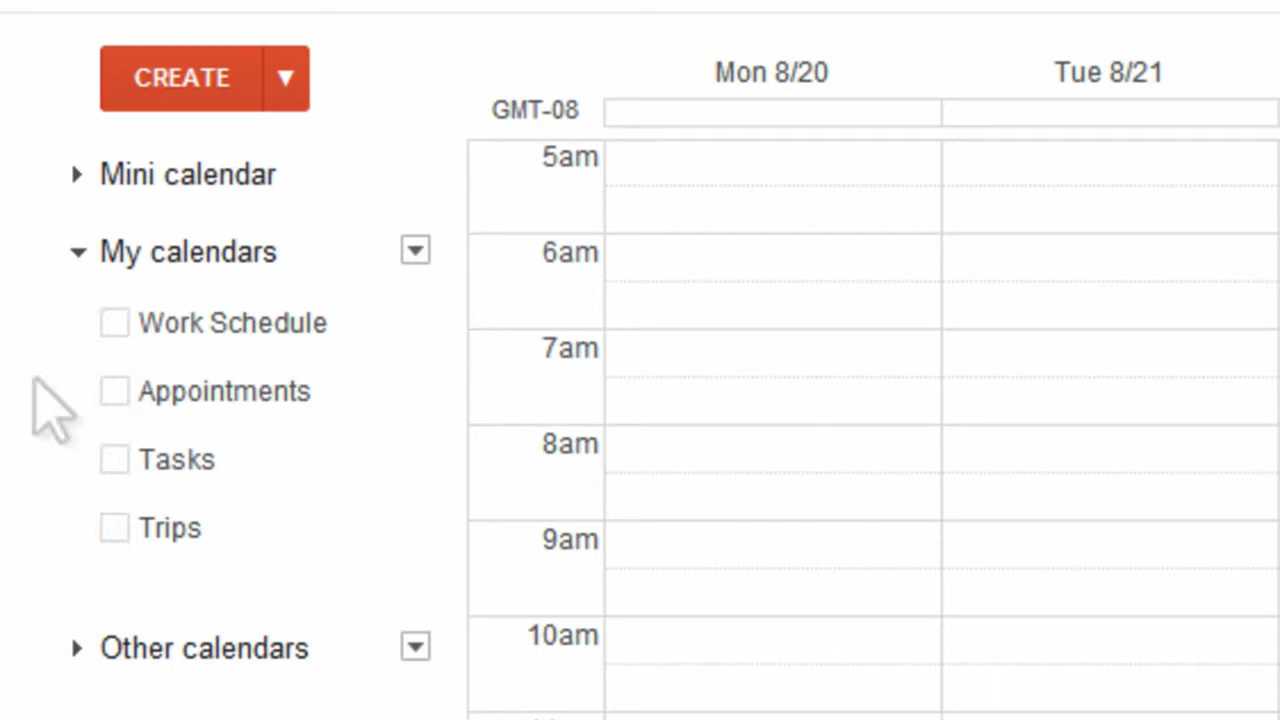 CREATE
Mon 8/20
Tue 8/21
GMT-08
Mini calendar
My calendars
Work Schedule
Appointments
Tasks
Trips
Other calendars
5am
6am
7am
8am
9am
10am